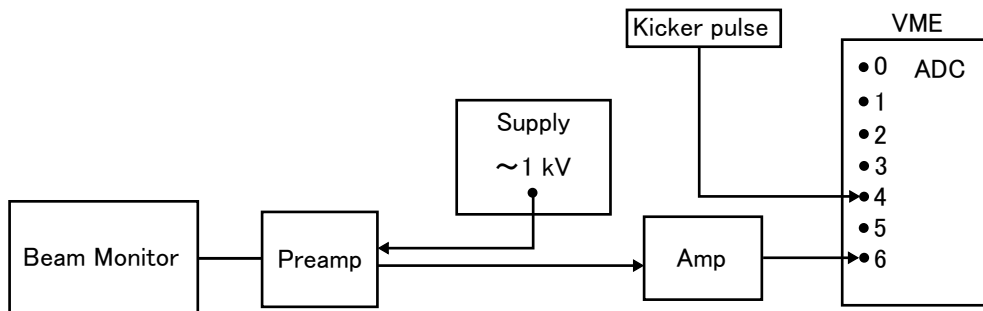 Kicker pulse
VME
0
ADC
1
2
3
4
5
6
Supply
～1 kV
Beam Monitor
Preamp
Amp